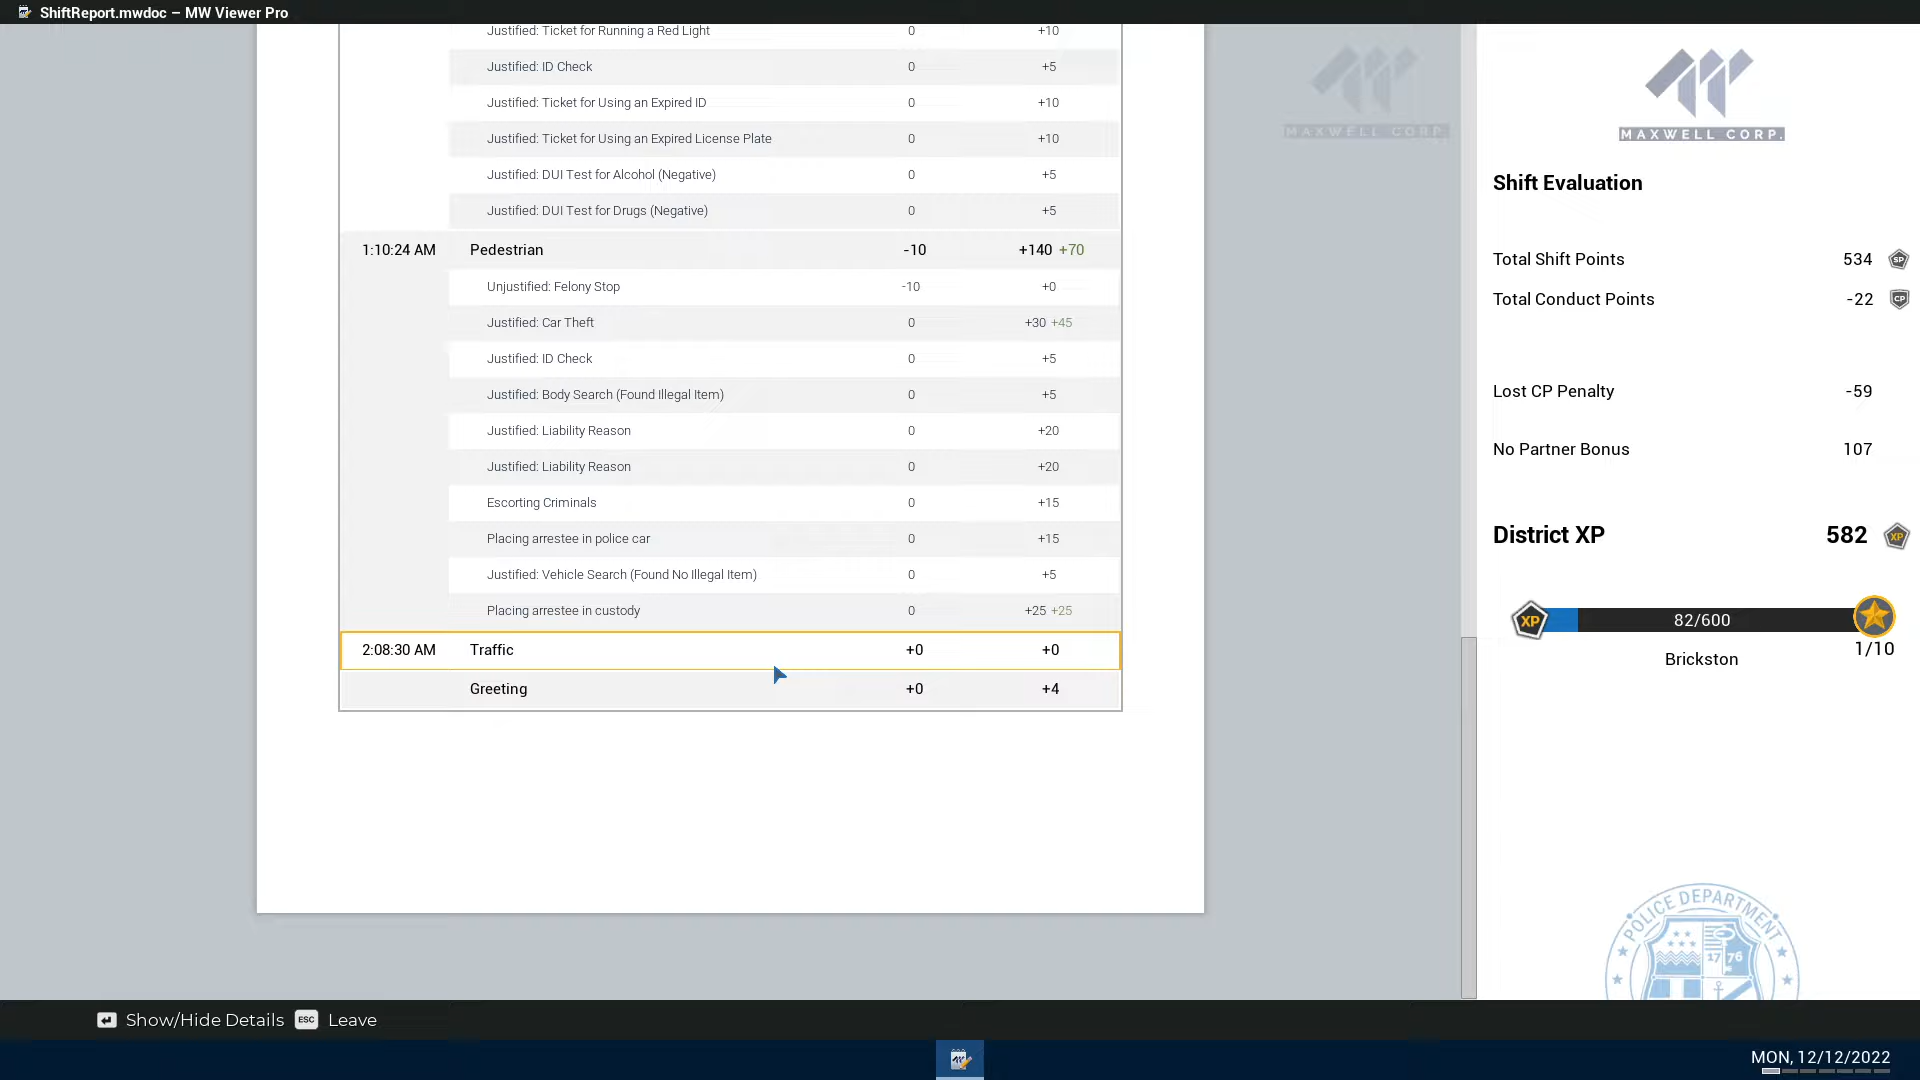 ShiftReport.mwdoc – MW Viewer Pro
Justified: Ticket for Running a Red Light 0 +10
Justified: ID Check 0 +5
Justified: Ticket for Using an Expired ID 0 +10
Justified: Ticket for Using an Expired License Plate 0 +10
Justified: DUI Test for Alcohol (Negative) 0 +5
Justified: DUI Test for Drugs (Negative) 0 +5
1:10:24 AM Pedestrian -10 +140 +70
Unjustified: Felony Stop -10 +0
Justified: Car Theft 0 +30 +45
Justified: ID Check 0 +5
Justified: Body Search (Found Illegal Item) 0 +5
Justified: Liability Reason 0 +20
Justified: Liability Reason 0 +20
Escorting Criminals 0 +15
Placing arrestee in police car 0 +15
Justified: Vehicle Search (Found No Illegal Item) 0 +5
Placing arrestee in custody 0 +25 +25
2:08:30 AM Traffic +0 +0
Greeting +0 +4
MAXWELL CORP.
MAXWELL CORP.
Shift Evaluation
Total Shift Points 534 SP
Total Conduct Points -22 CP
Lost CP Penalty -59
No Partner Bonus 107
District XP 582 XP
XP 82/600
1/10
Brickston
POLICE DEPARTMENT
17 76
Show/Hide Details ESC Leave
MON, 12/12/2022